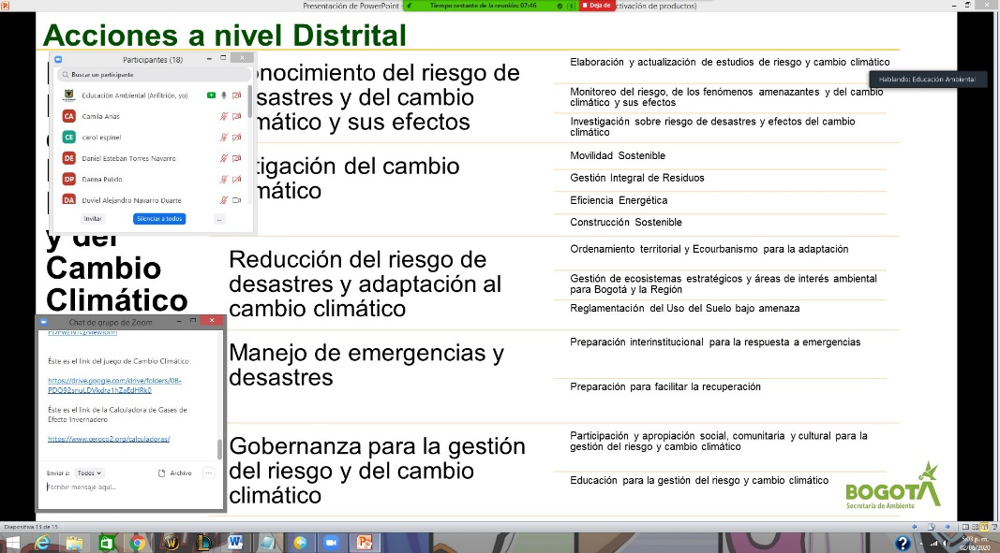 Presentación de PowerPoint -
Tiempo restante de la reunión: 07:46
Deja de
ctivación de productos)
Acciones a nivel Distrital
Participantes (18)
Buscar un participante
Educación Ambiental (Anfitrión, yo)
CA Camila Arias
CE carol espinel
DE Daniel Esteban Torres Navarro
DP Danna Pulido
DA Duviel Alejandro Navarro Duarte
Invitar
Silenciar a todos
...
Hablando: Educación Ambiental
y del
Cambio
Climático
onocimiento del riesgo de
sastres y del cambio
mático y sus efectos
Elaboración y actualización de estudios de riesgo y cambio climático
Monitoreo del riesgo, de los fenómenos amenazantes y del cambio
climático y sus efectos
Investigación sobre riesgo de desastres y efectos del cambio
climático
tigación del cambio
mático
Movilidad Sostenible
Gestión Integral de Residuos
Eficiencia Energética
Construcción Sostenible
Reducción del riesgo de
desastres y adaptación al
cambio climático
Ordenamiento territorial y Ecourbanismo para la adaptación
Gestión de ecosistemas estratégicos y áreas de interés ambiental
para Bogotá y la Región
Reglamentación del Uso del Suelo bajo amenaza
Manejo de emergencias y
desastres
Preparación interinstitucional para la respuesta a emergencias
Preparación para facilitar la recuperación
Gobernanza para la gestión
del riesgo y del cambio
climático
Participación y apropiación social, comunitaria y cultural para la
gestión del riesgo y cambio climático
Educación para la gestión del riesgo y cambio climático
Chat de grupo de Zoom
Éste es el link del juego de Cambio Climático
https://drive.google.com/drive/folders/0B-
PDQ92snuLDVkdra1hZaEdHRk0
Éste es el link de la Calculadora de Gases de
Efecto Invernadero
https://www.ceroco2.org/calculadoras/
Enviar a: Todos
Archivo
...
Escribir mensaje aquí...
BOGOTÁ
Secretaría de Ambiente
Diapositiva 13 de 15
5:03 p. m.
02/06/2020